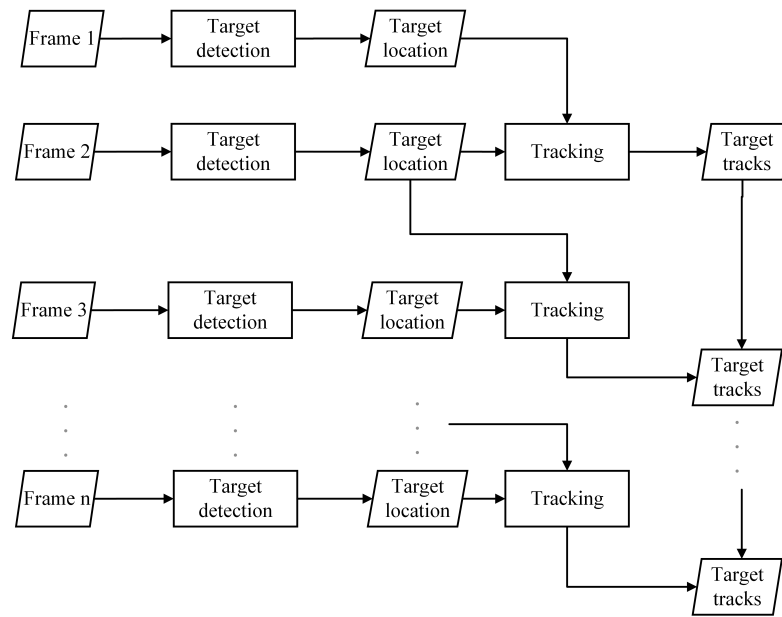 Frame 1
Target
detection
Target
location
Frame 2
Target
detection
Target
location
Tracking
Target
tracks
Frame 3
Target
detection
Target
location
Tracking
Target
tracks
Frame n
Target
detection
Target
location
Tracking
Target
tracks